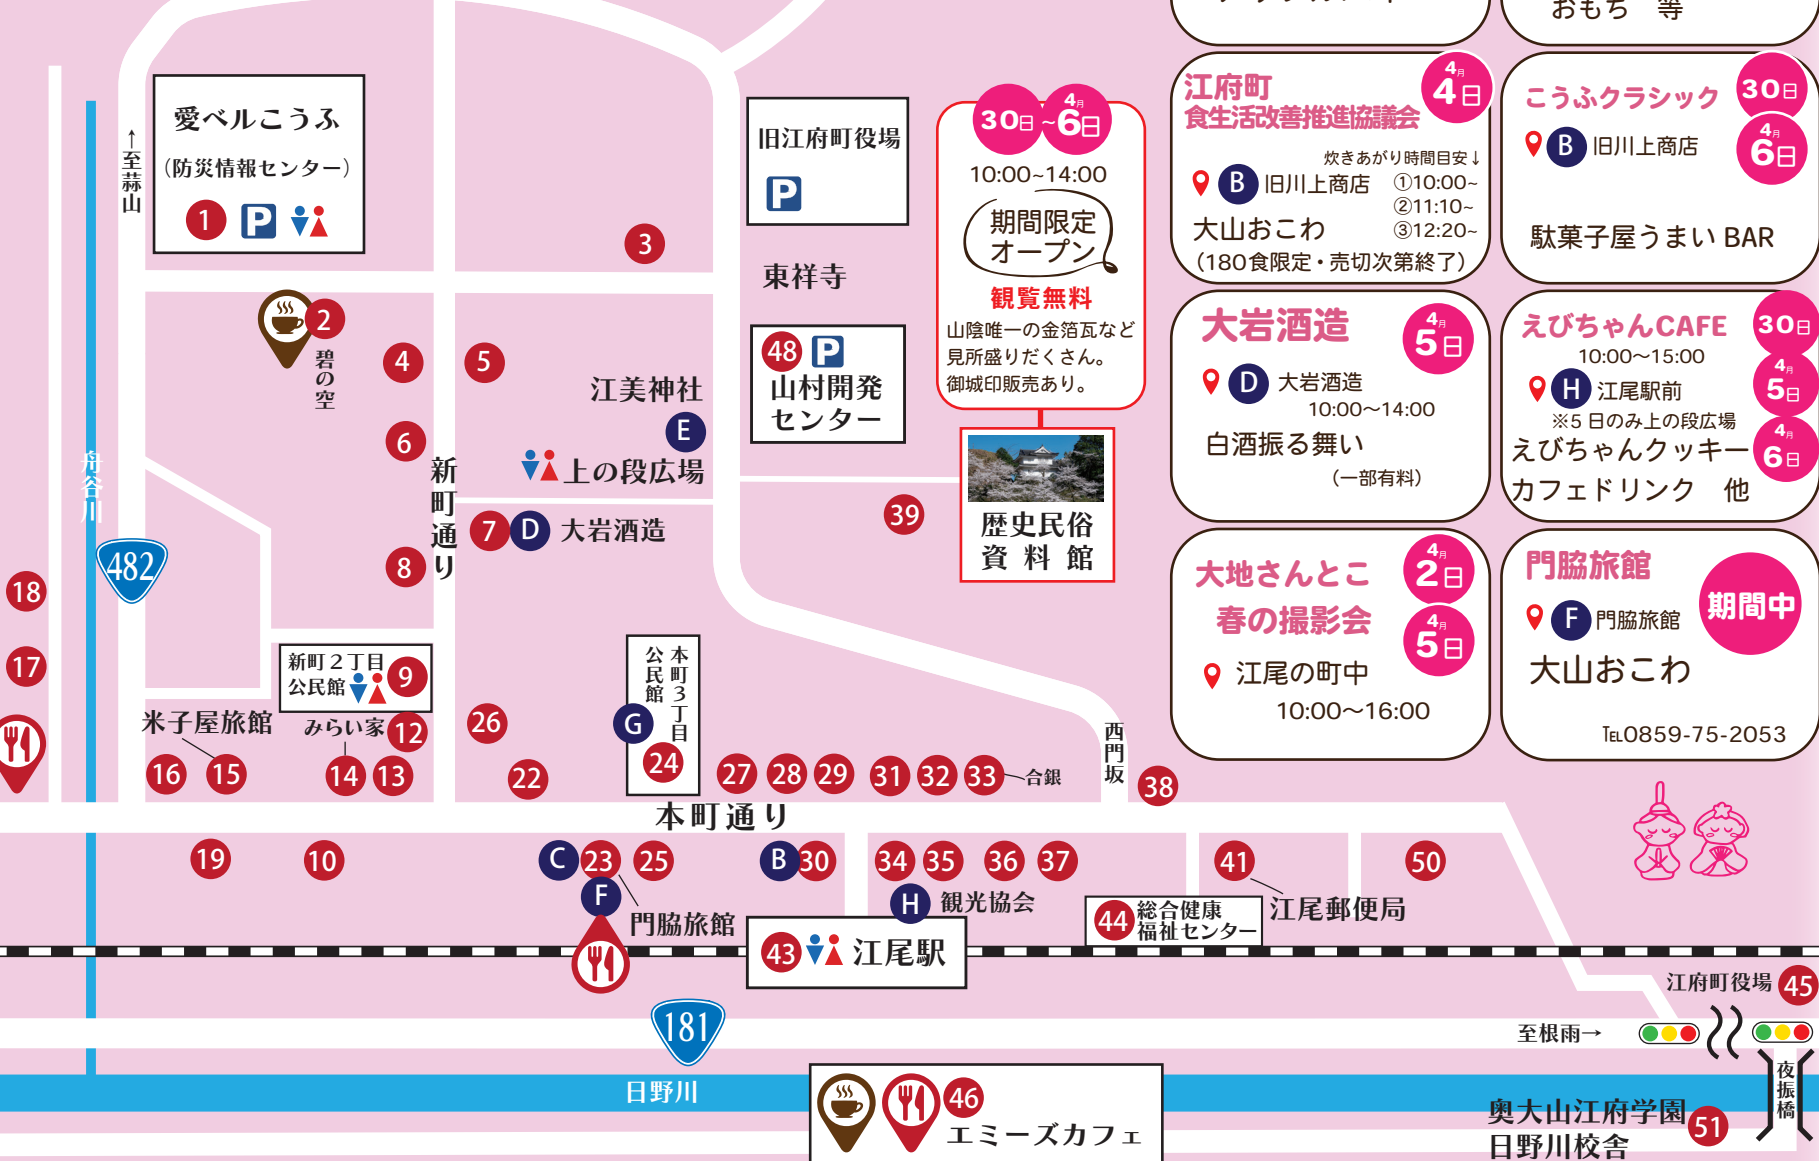 おもち　等
愛ベルこうふ
（防災情報センター）
1 P
←至蒜山
旧江府町役場
P
30日～4月6日
10:00~14:00
期間限定
オープン
観覧無料
山陰唯一の金箔瓦など
見所盛りだくさん。
御城印販売あり。
歴史民俗
資料館
江府町
食生活改善推進協議会
4月4日
炊きあがり時間目安↓
B 旧川上商店
①10:00~
②11:10~
③12:20~
大山おこわ
（180食限定・売切次第終了）
こうふクラシック
30日
4月6日
B 旧川上商店
駄菓子屋うまい BAR
大岩酒造
4月5日
D 大岩酒造
10:00～14:00
白酒振る舞い
（一部有料）
えびちゃんCAFE
30日
10:00～15:00
4月5日
H 江尾駅前
※5日のみ上の段広場
4月6日
えびちゃんクッキー
カフェドリンク　他
大地さんとこ
春の撮影会
4月2日
4月5日
江尾の町中
10:00～16:00
門脇旅館
期間中
F 門脇旅館
大山おこわ
℡0859-75-2053
3
東祥寺
2
碧の空
4
5
48 P
山村開発
センター
江美神社
E
6
上の段広場
新町通り
39
7 D 大岩酒造
8
舟谷川
482
18
17
新町２丁目
公民館
9
本町３丁目
公民館
G
24
米子屋旅館
みらい家
12
26
西門坂
16
15
14
13
22
27
28
29
31
32
33
合銀
38
本町通り
19
10
C
23
25
B
30
34
35
36
37
41
50
F
門脇旅館
H 観光協会
44 総合健康
福祉センター
江尾郵便局
43 江尾駅
江府町役場 45
181
至根雨→
日野川
夜振橋
46
エミーズカフェ
奥大山江府学園
日野川校舎
51